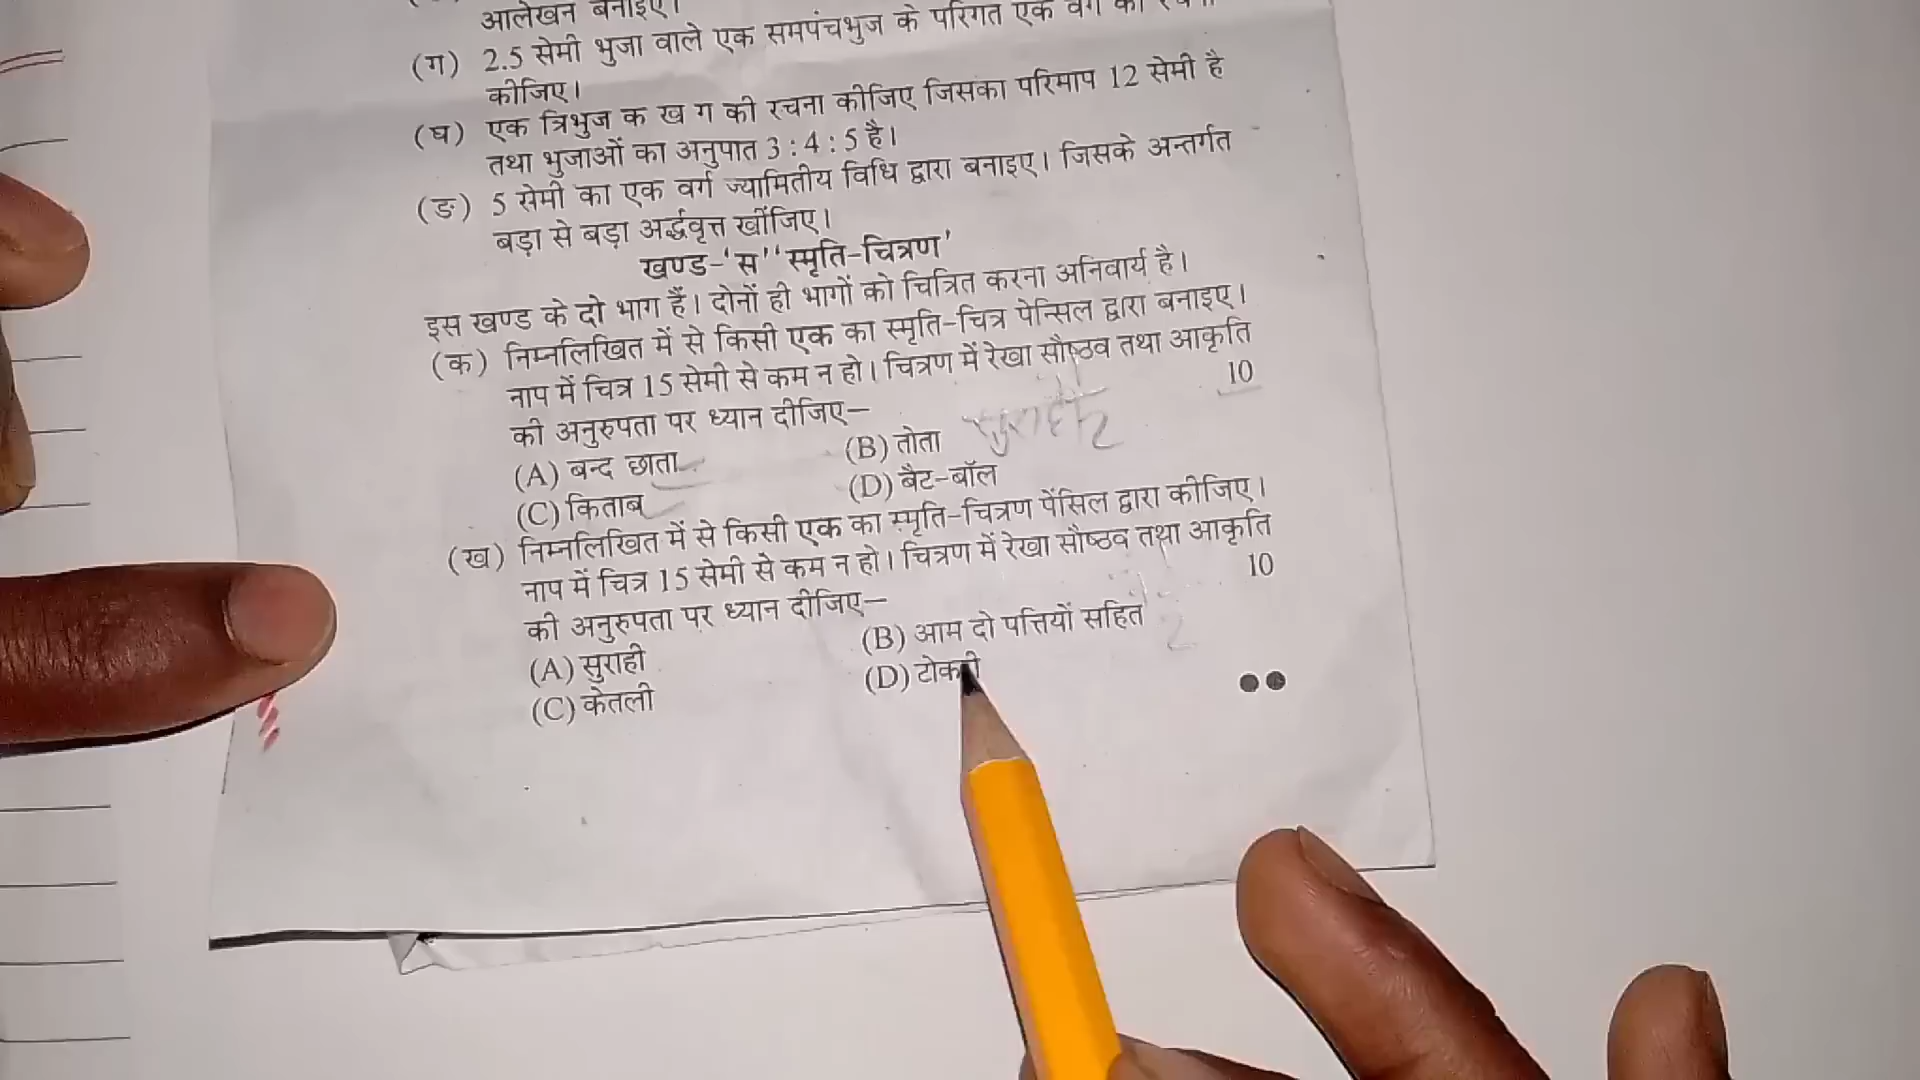 आलेखन बनाइए।
(ग) 2.5 सेमी भुजा वाले एक समपंचभुज के परिगत एक वर्ग की रचना
कीजिए।
(घ) एक त्रिभुज क ख ग की रचना कीजिए जिसका परिमाप 12 सेमी है
तथा भुजाओं का अनुपात 3 : 4 : 5 है।
(ङ) 5 सेमी का एक वर्ग ज्यामितीय विधि द्वारा बनाइए। जिसके अन्तर्गत
बड़ा से बड़ा अर्द्धवृत्त खींजिए।
खण्ड-'स' 'स्मृति-चित्रण'
इस खण्ड के दो भाग हैं। दोनों ही भागों को चित्रित करना अनिवार्य है।
(क) निम्नलिखित में से किसी एक का स्मृति-चित्र पेन्सिल द्वारा बनाइए।
नाप में चित्र 15 सेमी से कम न हो। चित्रण में रेखा सौष्ठव तथा आकृति
की अनुरुपता पर ध्यान दीजिए— 10
(A) बन्द छाता (B) तोता सुराही
(C) किताब (D) बैट-बॉल
(ख) निम्नलिखित में से किसी एक का स्मृति-चित्रण पेंसिल द्वारा कीजिए।
नाप में चित्र 15 सेमी से कम न हो। चित्रण में रेखा सौष्ठव तथा आकृति
की अनुरुपता पर ध्यान दीजिए— 10
(A) सुराही (B) आम दो पत्तियों सहित
(C) केतली (D)